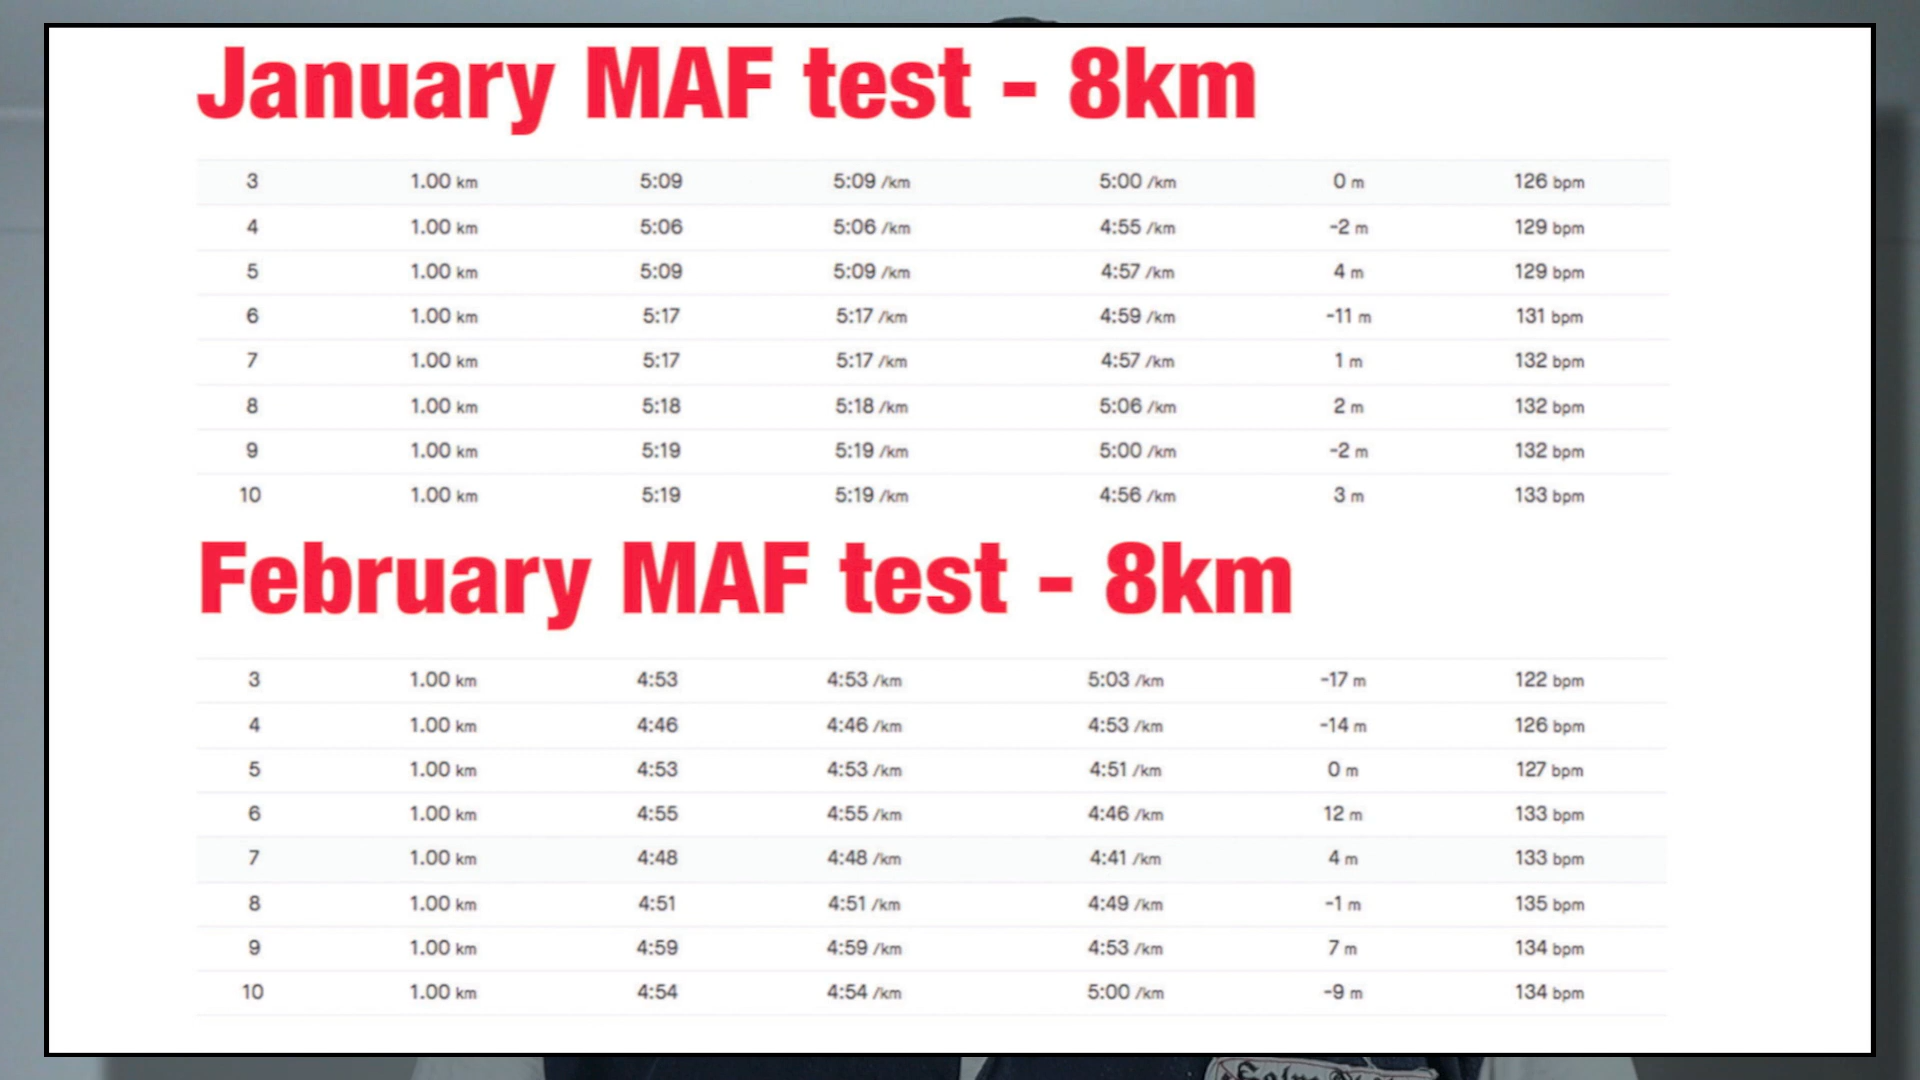 January MAF test - 8km
3 1.00 km 5:09 5:09 /km 5:00 /km 0 m 126 bpm
4 1.00 km 5:06 5:06 /km 4:55 /km -2 m 129 bpm
5 1.00 km 5:09 5:09 /km 4:57 /km 4 m 129 bpm
6 1.00 km 5:17 5:17 /km 4:59 /km -11 m 131 bpm
7 1.00 km 5:17 5:17 /km 4:57 /km 1 m 132 bpm
8 1.00 km 5:18 5:18 /km 5:06 /km 2 m 132 bpm
9 1.00 km 5:19 5:19 /km 5:00 /km -2 m 132 bpm
10 1.00 km 5:19 5:19 /km 4:56 /km 3 m 133 bpm
February MAF test - 8km
3 1.00 km 4:53 4:53 /km 5:03 /km -17 m 122 bpm
4 1.00 km 4:46 4:46 /km 4:53 /km -14 m 126 bpm
5 1.00 km 4:53 4:53 /km 4:51 /km 0 m 127 bpm
6 1.00 km 4:55 4:55 /km 4:46 /km 12 m 133 bpm
7 1.00 km 4:48 4:48 /km 4:41 /km 4 m 133 bpm
8 1.00 km 4:51 4:51 /km 4:49 /km -1 m 135 bpm
9 1.00 km 4:59 4:59 /km 4:53 /km 7 m 134 bpm
10 1.00 km 4:54 4:54 /km 5:00 /km -9 m 134 bpm